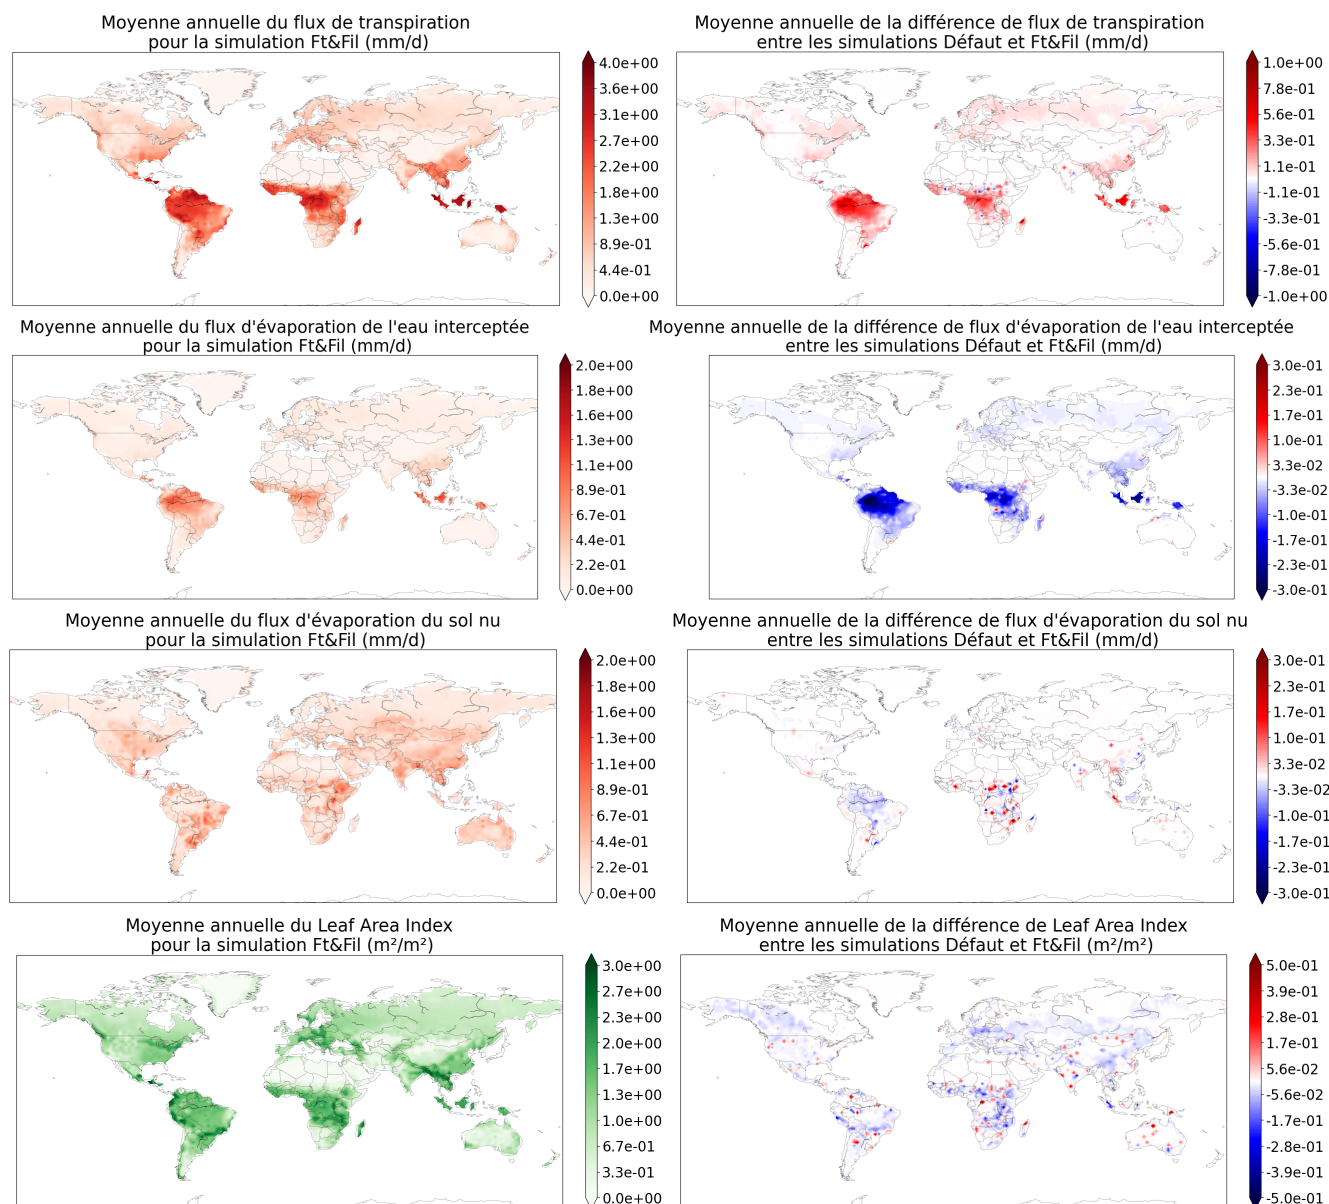 Moyenne annuelle du flux de transpiration
pour la simulation Ft&Fil (mm/d)
4.0e+00
3.6e+00
3.1e+00
2.7e+00
2.2e+00
1.8e+00
1.3e+00
8.9e-01
4.4e-01
0.0e+00
Moyenne annuelle de la différence de flux de transpiration
entre les simulations Défaut et Ft&Fil (mm/d)
1.0e+00
7.8e-01
5.6e-01
3.3e-01
1.1e-01
-1.1e-01
-3.3e-01
-5.6e-01
-7.8e-01
-1.0e+00
Moyenne annuelle du flux d'évaporation de l'eau interceptée
pour la simulation Ft&Fil (mm/d)
2.0e+00
1.8e+00
1.6e+00
1.3e+00
1.1e+00
8.9e-01
6.7e-01
4.4e-01
2.2e-01
0.0e+00
Moyenne annuelle de la différence de flux d'évaporation de l'eau interceptée
entre les simulations Défaut et Ft&Fil (mm/d)
3.0e-01
2.3e-01
1.7e-01
1.0e-01
3.3e-02
-3.3e-02
-1.0e-01
-1.7e-01
-2.3e-01
-3.0e-01
Moyenne annuelle du flux d'évaporation du sol nu
pour la simulation Ft&Fil (mm/d)
2.0e+00
1.8e+00
1.6e+00
1.3e+00
1.1e+00
8.9e-01
6.7e-01
4.4e-01
2.2e-01
0.0e+00
Moyenne annuelle de la différence de flux d'évaporation du sol nu
entre les simulations Défaut et Ft&Fil (mm/d)
3.0e-01
2.3e-01
1.7e-01
1.0e-01
3.3e-02
-3.3e-02
-1.0e-01
-1.7e-01
-2.3e-01
-3.0e-01
Moyenne annuelle du Leaf Area Index
pour la simulation Ft&Fil (m²/m²)
3.0e+00
2.7e+00
2.3e+00
2.0e+00
1.7e+00
1.3e+00
1.0e+00
6.7e-01
3.3e-01
0.0e+00
Moyenne annuelle de la différence de Leaf Area Index
entre les simulations Défaut et Ft&Fil (m²/m²)
5.0e-01
3.9e-01
2.8e-01
1.7e-01
5.6e-02
-5.6e-02
-1.7e-01
-2.8e-01
-3.9e-01
-5.0e-01